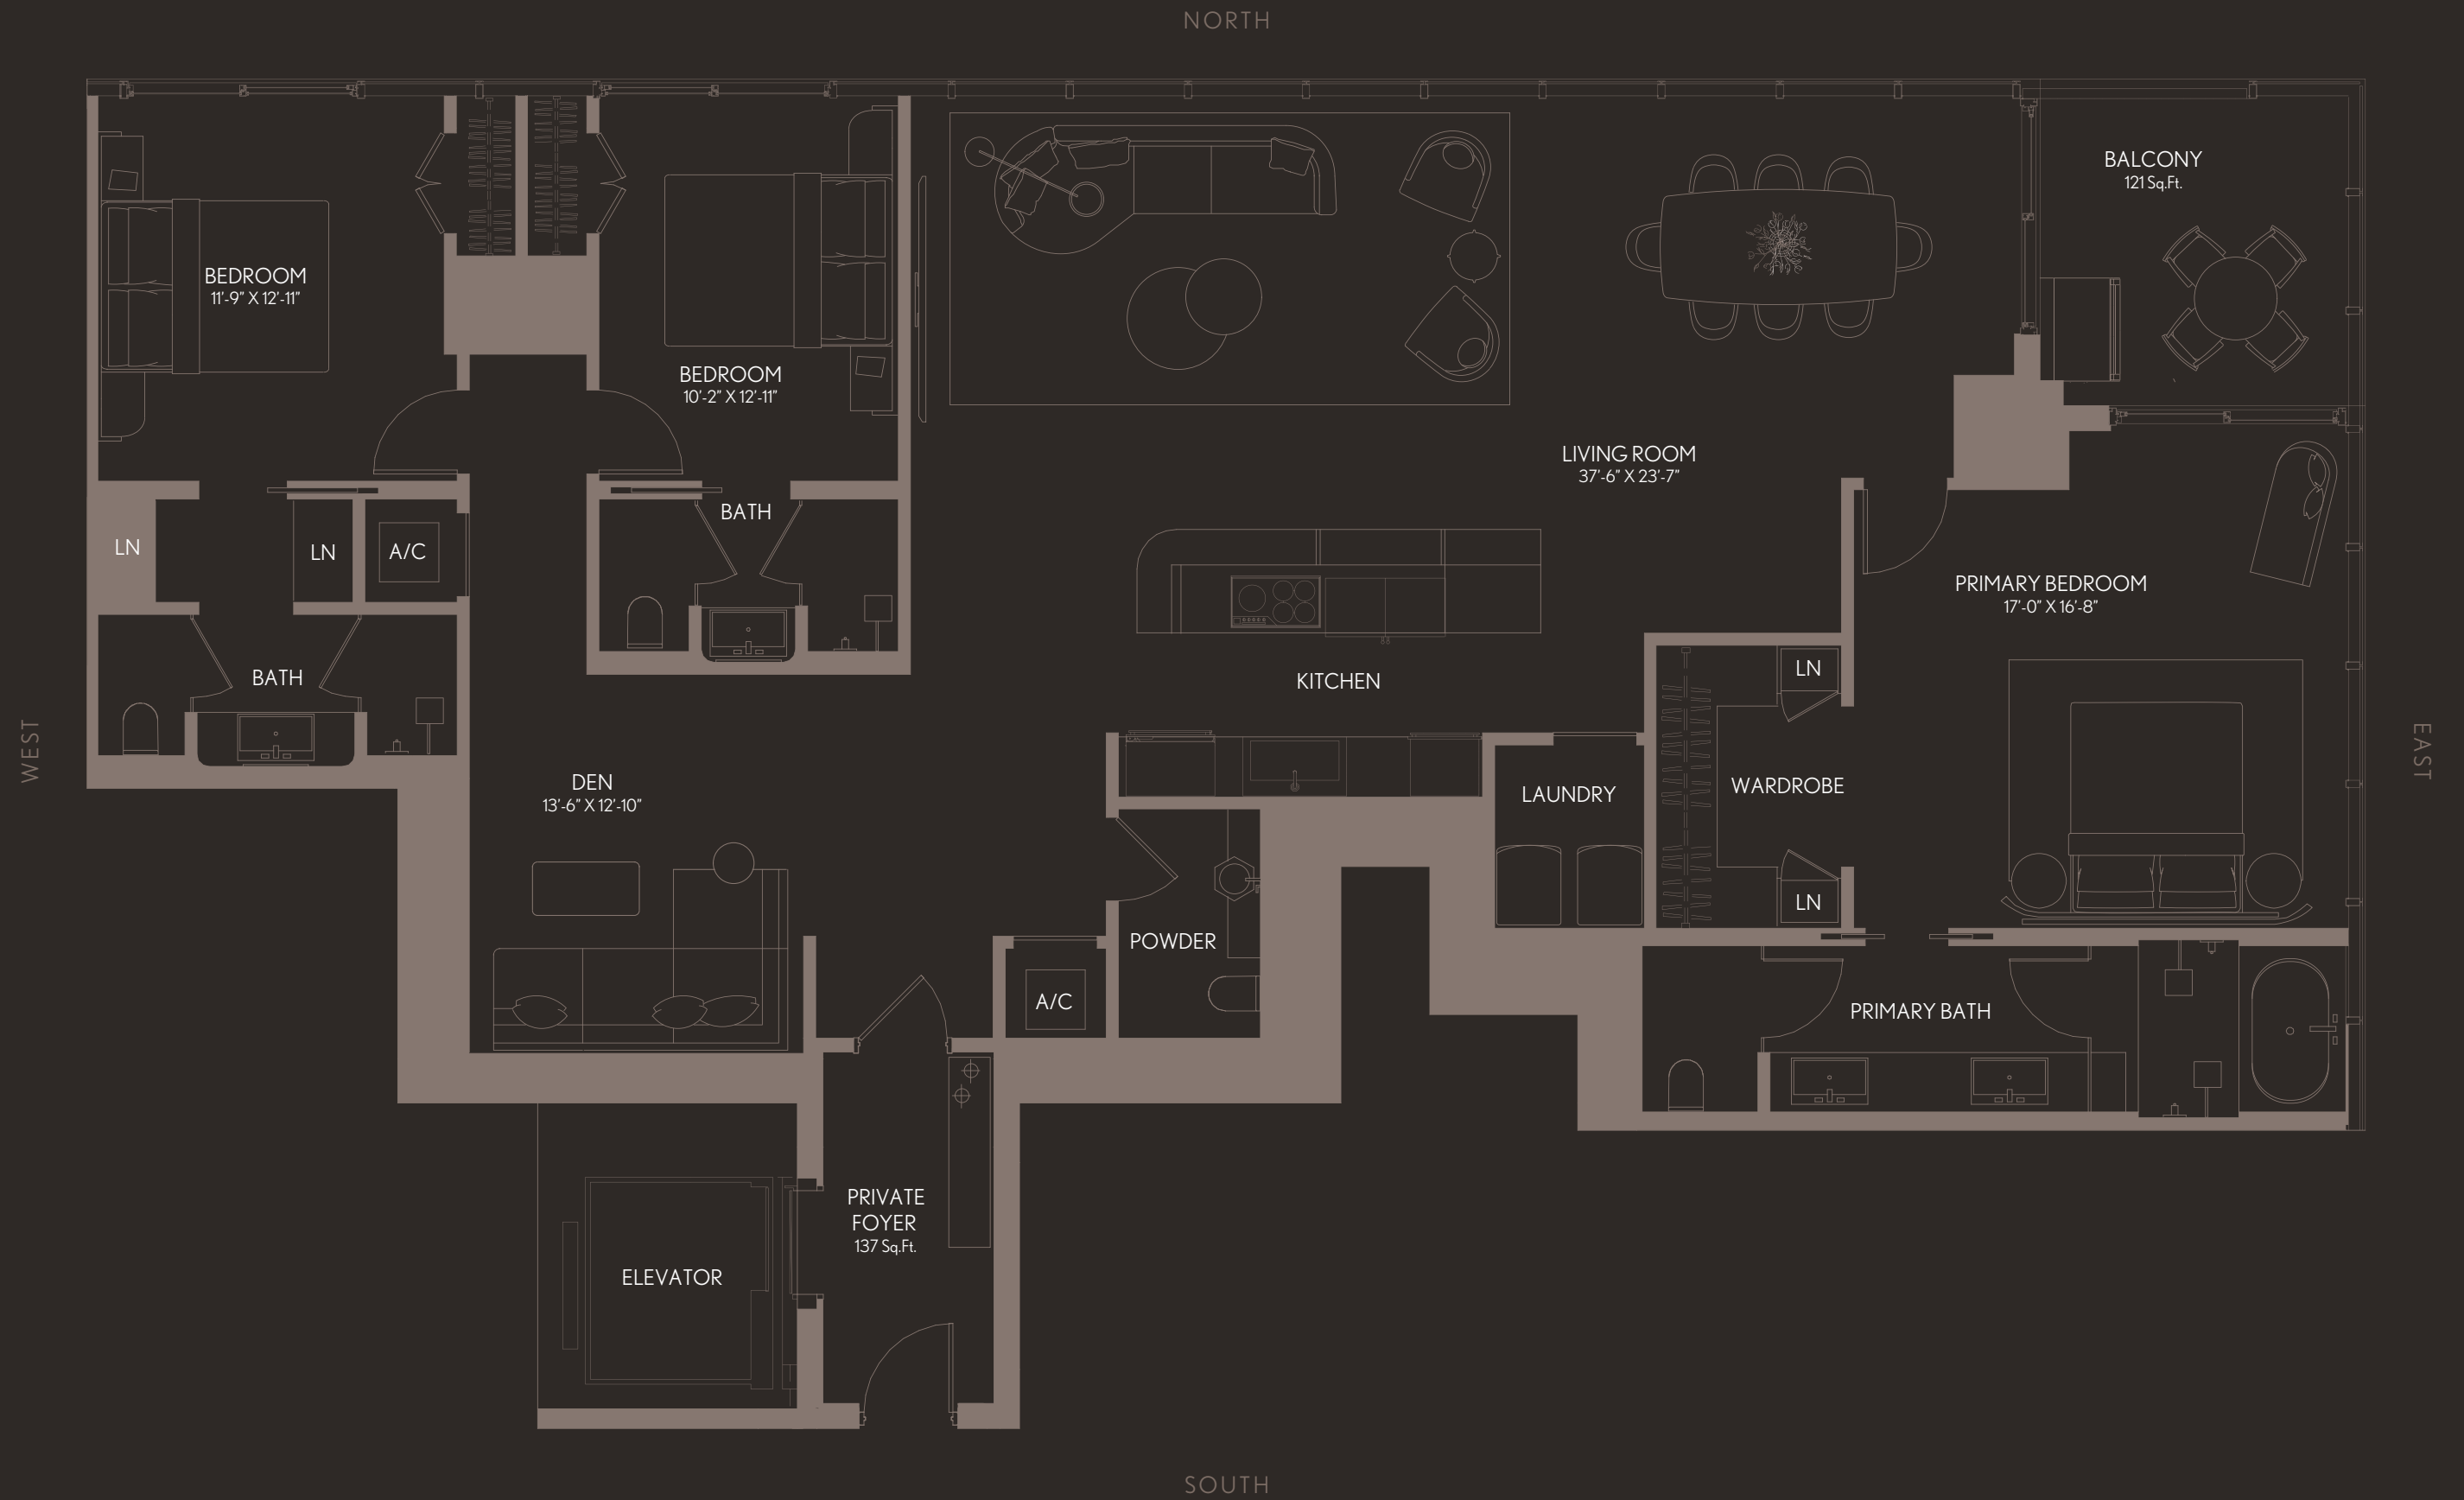 NORTH
BALCONY
121 Sq.Ft.
BEDROOM
11'-9" X 12'-11"
BEDROOM
10'-2" X 12'-11"
LIVING ROOM
37'-6" X 23'-7"
BATH
LN
LN
A/C
PRIMARY BEDROOM
17'-0" X 16'-8"
BATH
KITCHEN
LN
WEST
EAST
DEN
13'-6" X 12'-10"
LAUNDRY
WARDROBE
LN
POWDER
A/C
PRIMARY BATH
PRIVATE
FOYER
137 Sq.Ft.
ELEVATOR
SOUTH